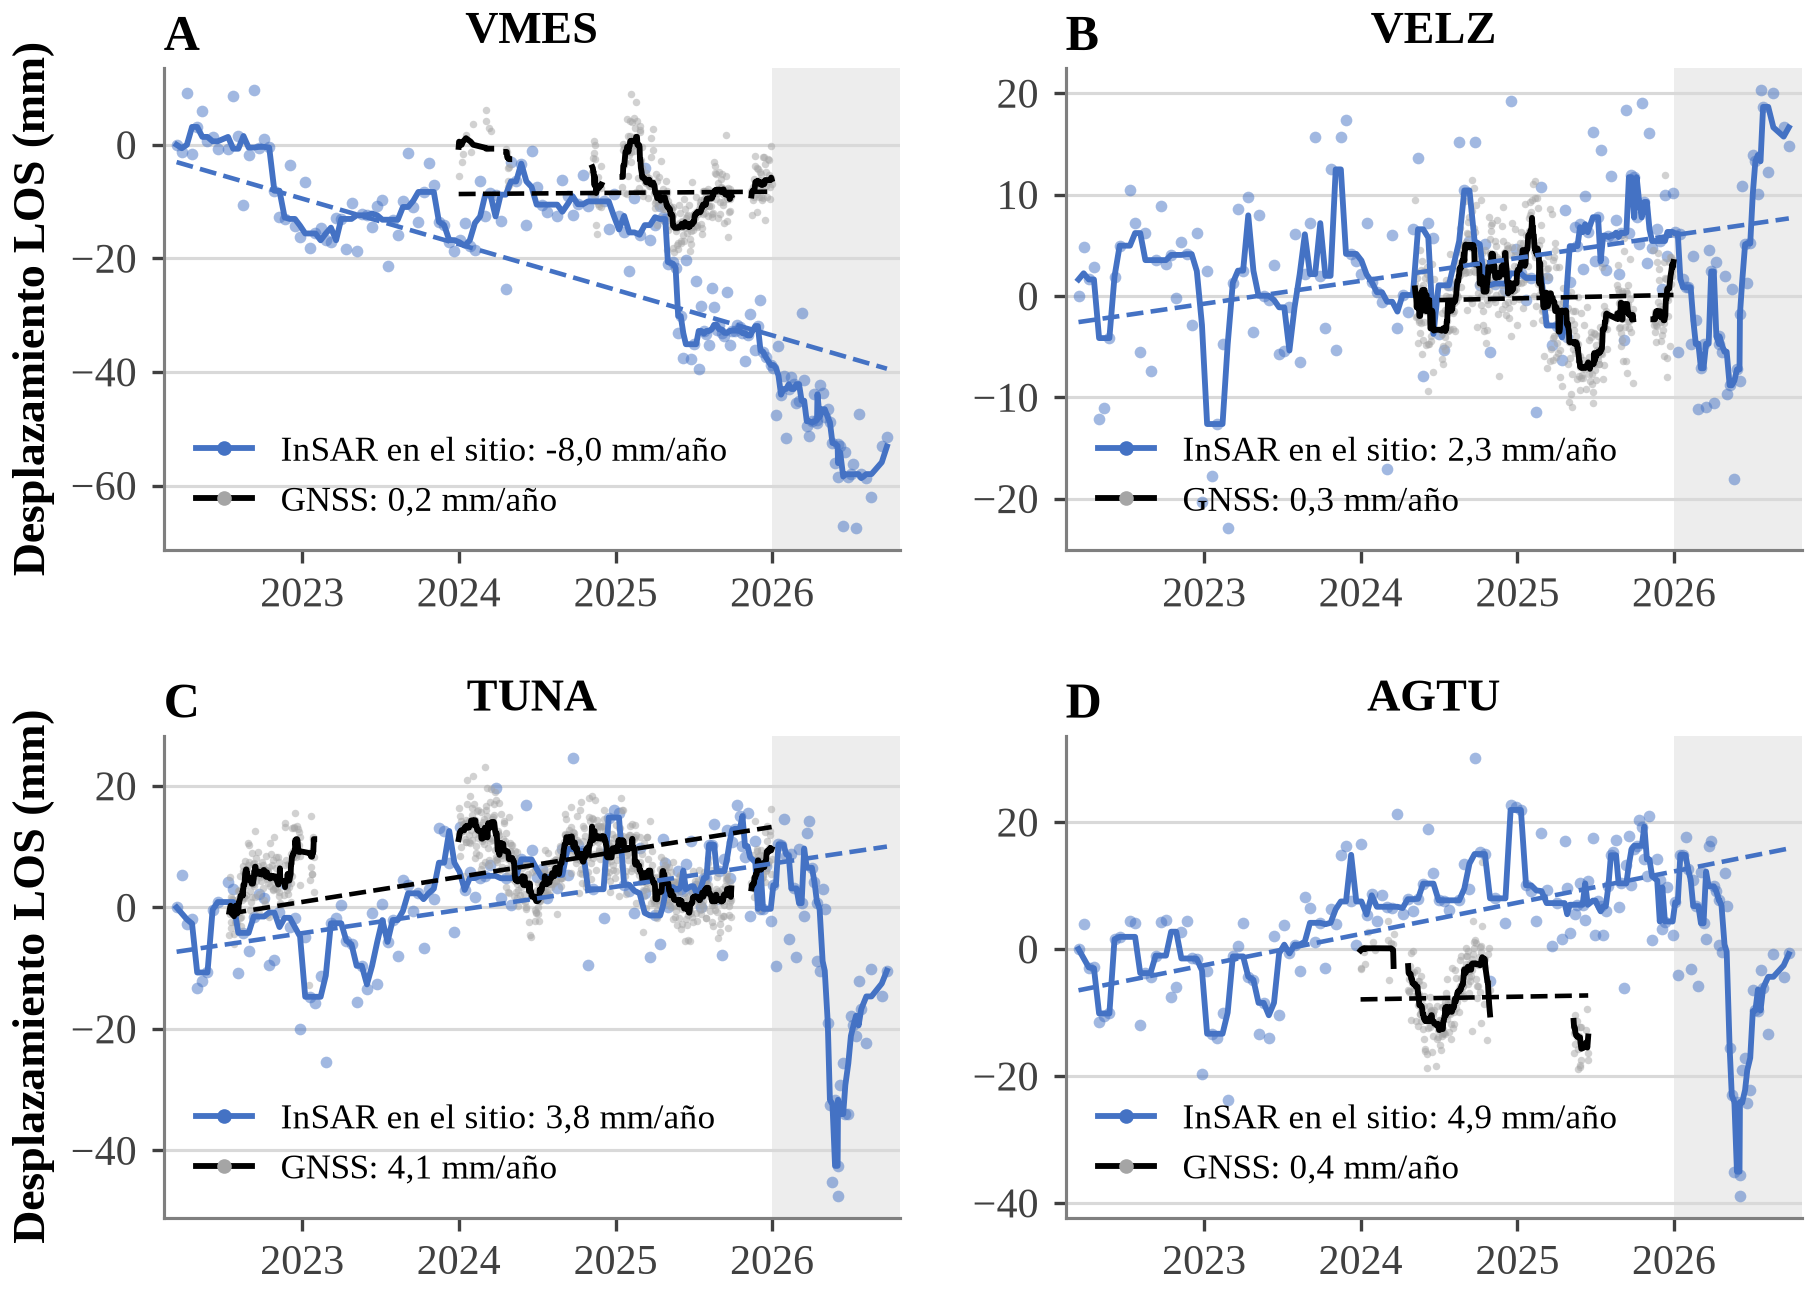 A VMES
B VELZ
Desplazamiento LOS (mm)
0
−20
−40
−60
InSAR en el sitio: -8,0 mm/año
GNSS: 0,2 mm/año
2023 2024 2025 2026
20
10
0
−10
−20
InSAR en el sitio: 2,3 mm/año
GNSS: 0,3 mm/año
2023 2024 2025 2026
C TUNA
D AGTU
Desplazamiento LOS (mm)
20
0
−20
−40
InSAR en el sitio: 3,8 mm/año
GNSS: 4,1 mm/año
2023 2024 2025 2026
20
0
−20
−40
InSAR en el sitio: 4,9 mm/año
GNSS: 0,4 mm/año
2023 2024 2025 2026